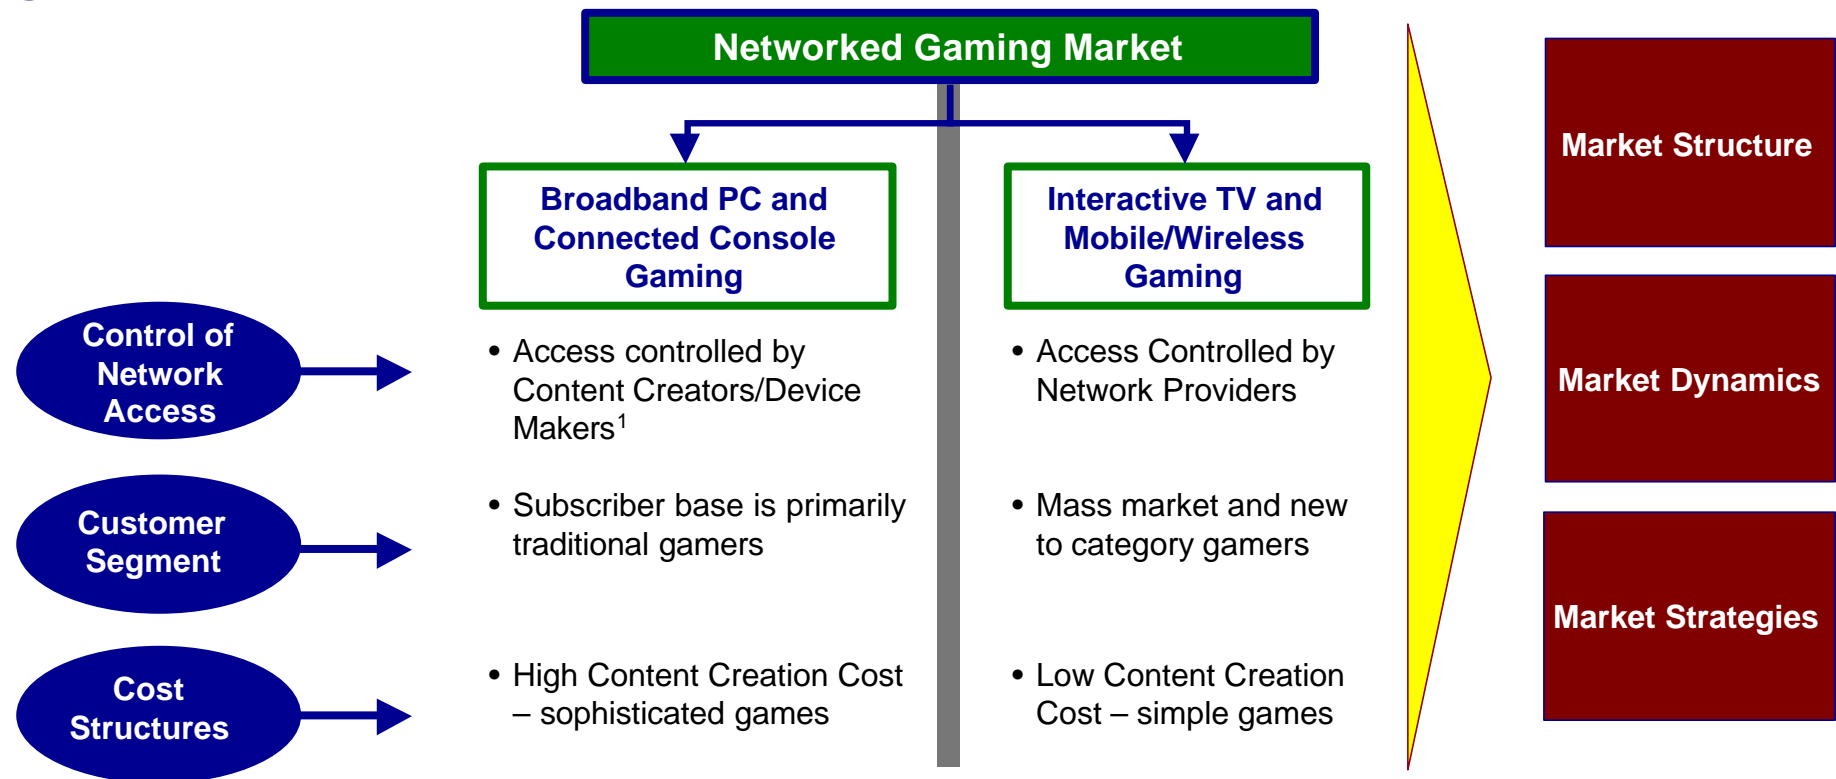 Networked Gaming Market
Broadband PC and
Connected Console
Gaming
Interactive TV and
Mobile/Wireless
Gaming
Control of
Network
Access
• Access controlled by
Content Creators/Device
Makers1
• Access Controlled by
Network Providers
Customer
Segment
• Subscriber base is primarily
traditional gamers
• Mass market and new
to category gamers
Cost
Structures
• High Content Creation Cost
– sophisticated games
• Low Content Creation
Cost – simple games
Market Structure
Market Dynamics
Market Strategies